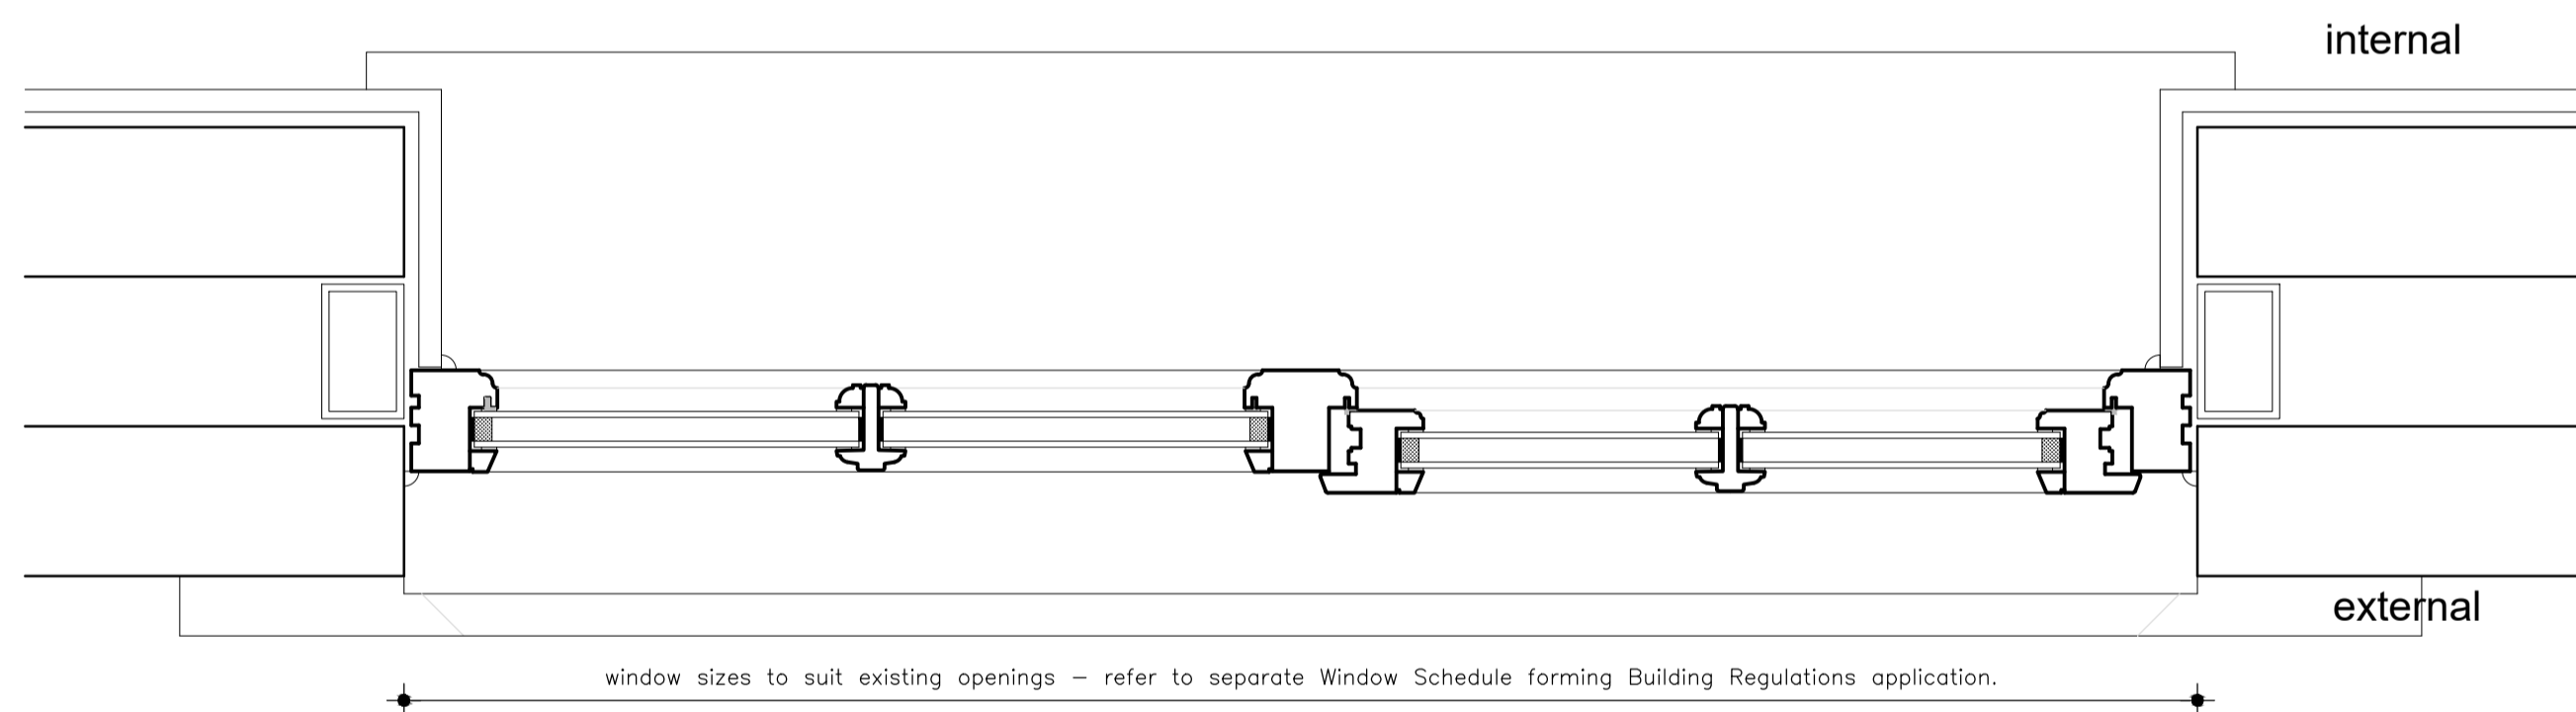 internal
external
window sizes to suit existing openings – refer to separate Window Schedule forming Building Regulations application.